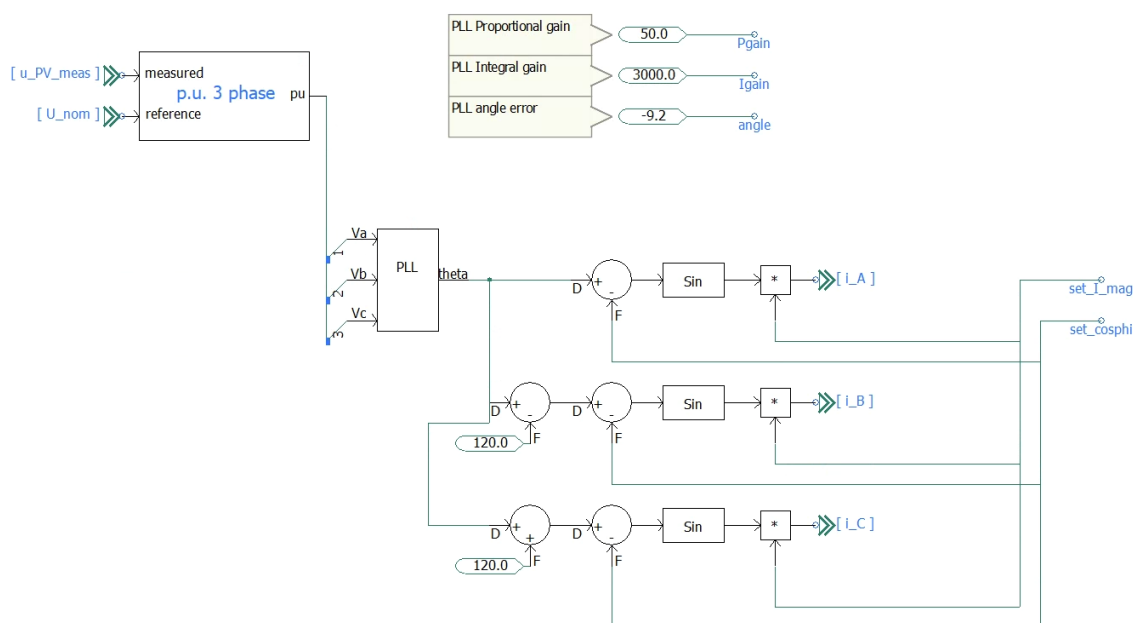 PLL Proportional gain
50.0
Pgain
PLL Integral gain
3000.0
Igain
PLL angle error
-9.2
angle
[ u_PV_meas ]
measured
[ U_nom ]
reference
p.u. 3 phase
pu
Va
1
Vb
2
Vc
3
PLL
theta
D
+
-
F
Sin
*
[ i_A ]
set_I_mag
set_cosphi
D
+
-
F
120.0
D
+
-
F
Sin
*
[ i_B ]
D
+
+
F
120.0
D
+
-
F
Sin
*
[ i_C ]